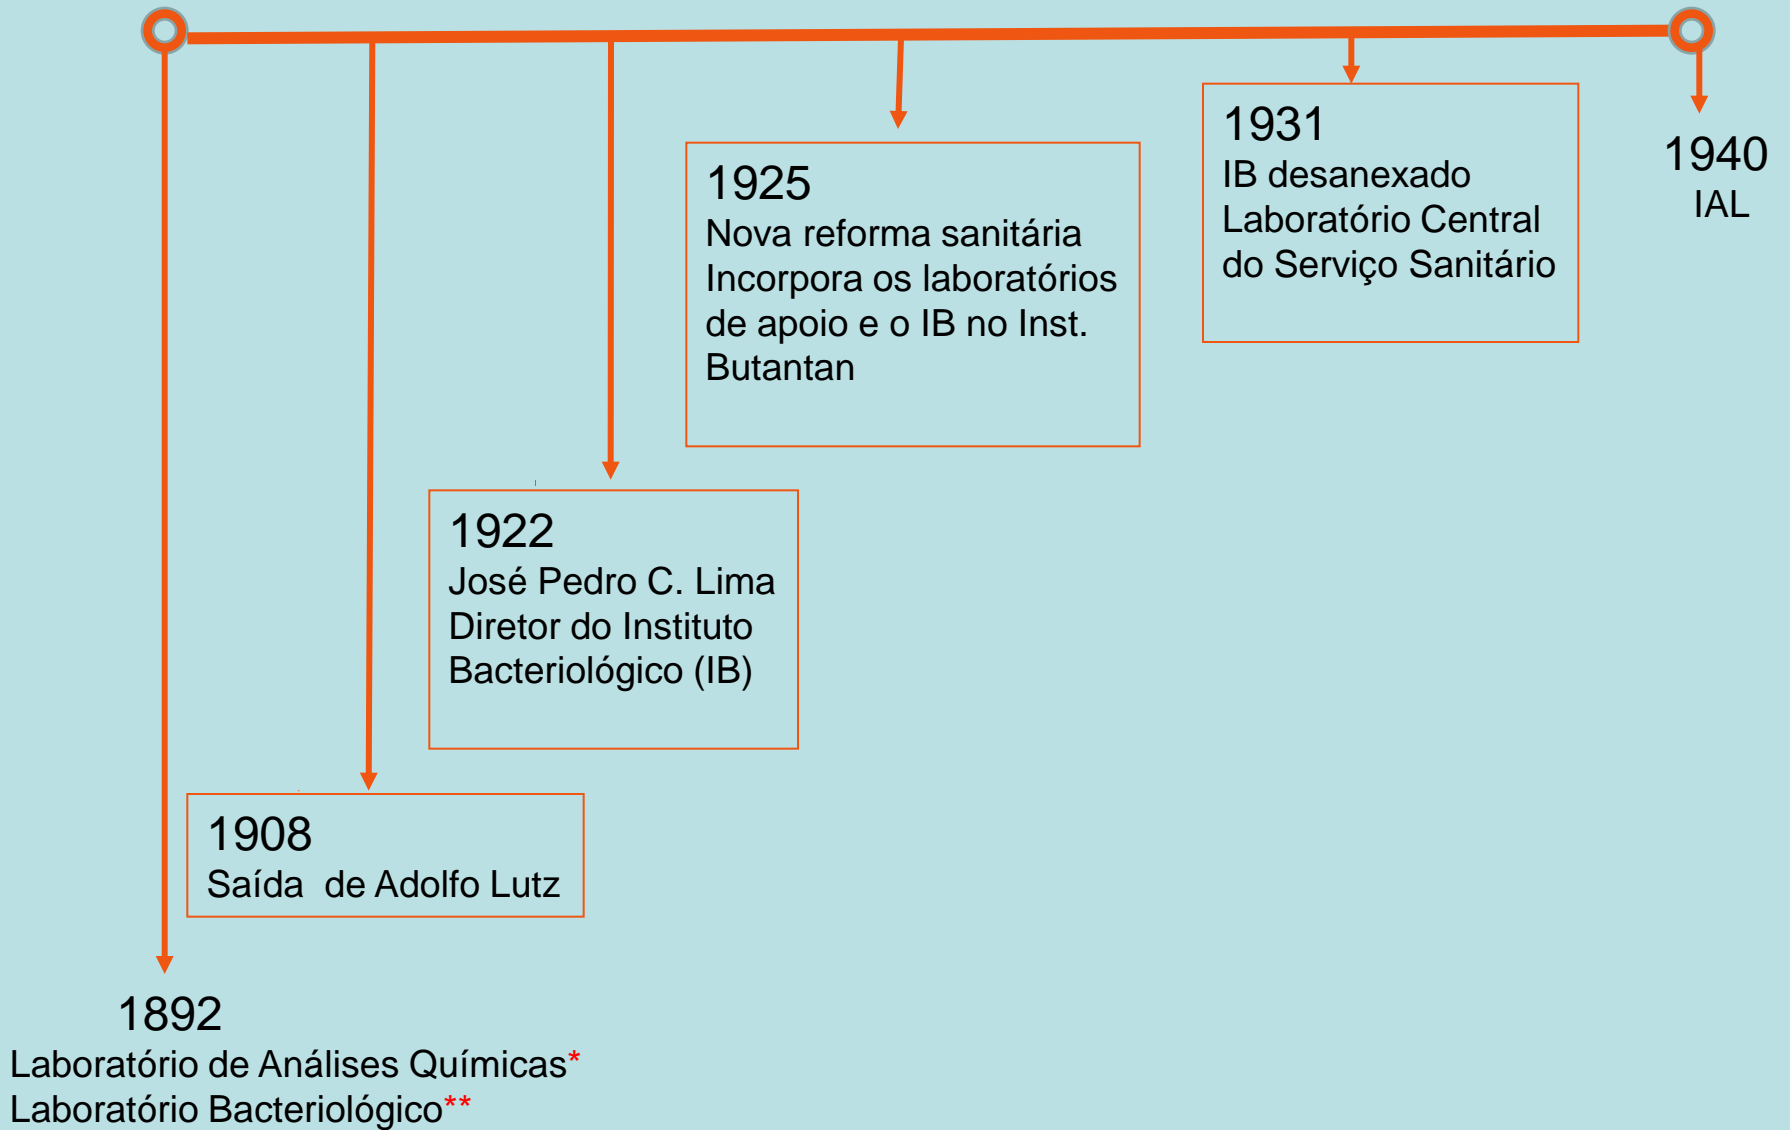 1892
Laboratório de Análises Químicas*
Laboratório Bacteriológico**
1908
Saída de Adolfo Lutz
1922
José Pedro C. Lima
Diretor do Instituto
Bacteriológico (IB)
1925
Nova reforma sanitária
Incorpora os laboratórios
de apoio e o IB no Inst.
Butantan
1931
IB desanexado
Laboratório Central
do Serviço Sanitário
1940
IAL